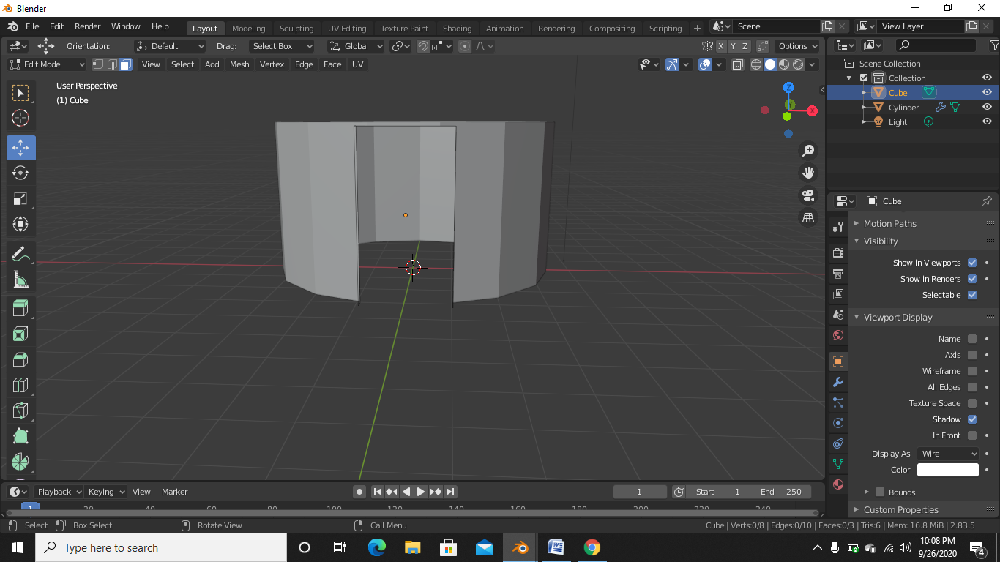 Blender
File Edit Render Window Help Layout Modeling Sculpting UV Editing Texture Paint Shading Animation Rendering Compositing Scripting + Scene View Layer
Orientation: Default Drag: Select Box Global X Y Z Options
Edit Mode View Select Add Mesh Vertex Edge Face UV
User Perspective
(1) Cube
Z
X
Scene Collection
Collection
Cube
Cylinder
Light
Cube
Motion Paths
Visibility
Show in Viewports
Show in Renders
Selectable
Viewport Display
Name
Axis
Wireframe
All Edges
Texture Space
Shadow
In Front
Display As Wire
Color
Bounds
Custom Properties
Playback Keying View Marker 1 Start 1 End 250
1 20 40 60 80 100 120 140 160 180 200 220 240
Select Box Select Rotate View Call Menu Cube | Verts:0/8 | Edges:0/10 | Faces:0/3 | Tris:6 | Mem: 16.8 MiB | 2.83.5
Type here to search
10:08 PM
9/26/2020
4